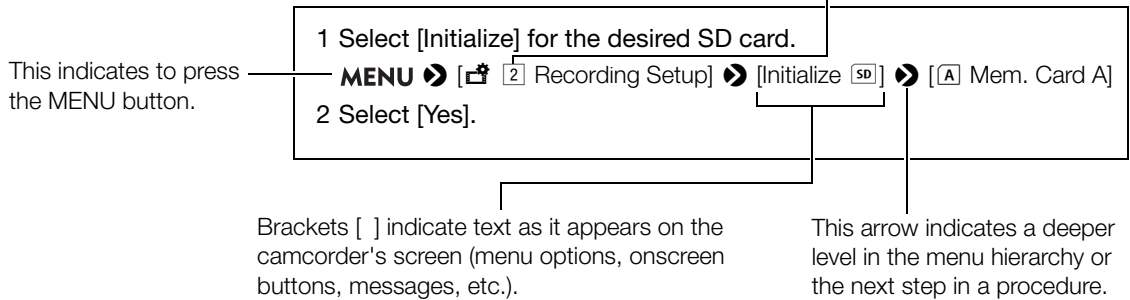 1 Select [Initialize] for the desired SD card.
This indicates to press
the MENU button.
MENU ❯ [ 2 Recording Setup] ❯ [Initialize SD] ❯ [A Mem. Card A]
2 Select [Yes].
Brackets [ ] indicate text as it appears on the
camcorder's screen (menu options, onscreen
buttons, messages, etc.).
This arrow indicates a deeper
level in the menu hierarchy or
the next step in a procedure.